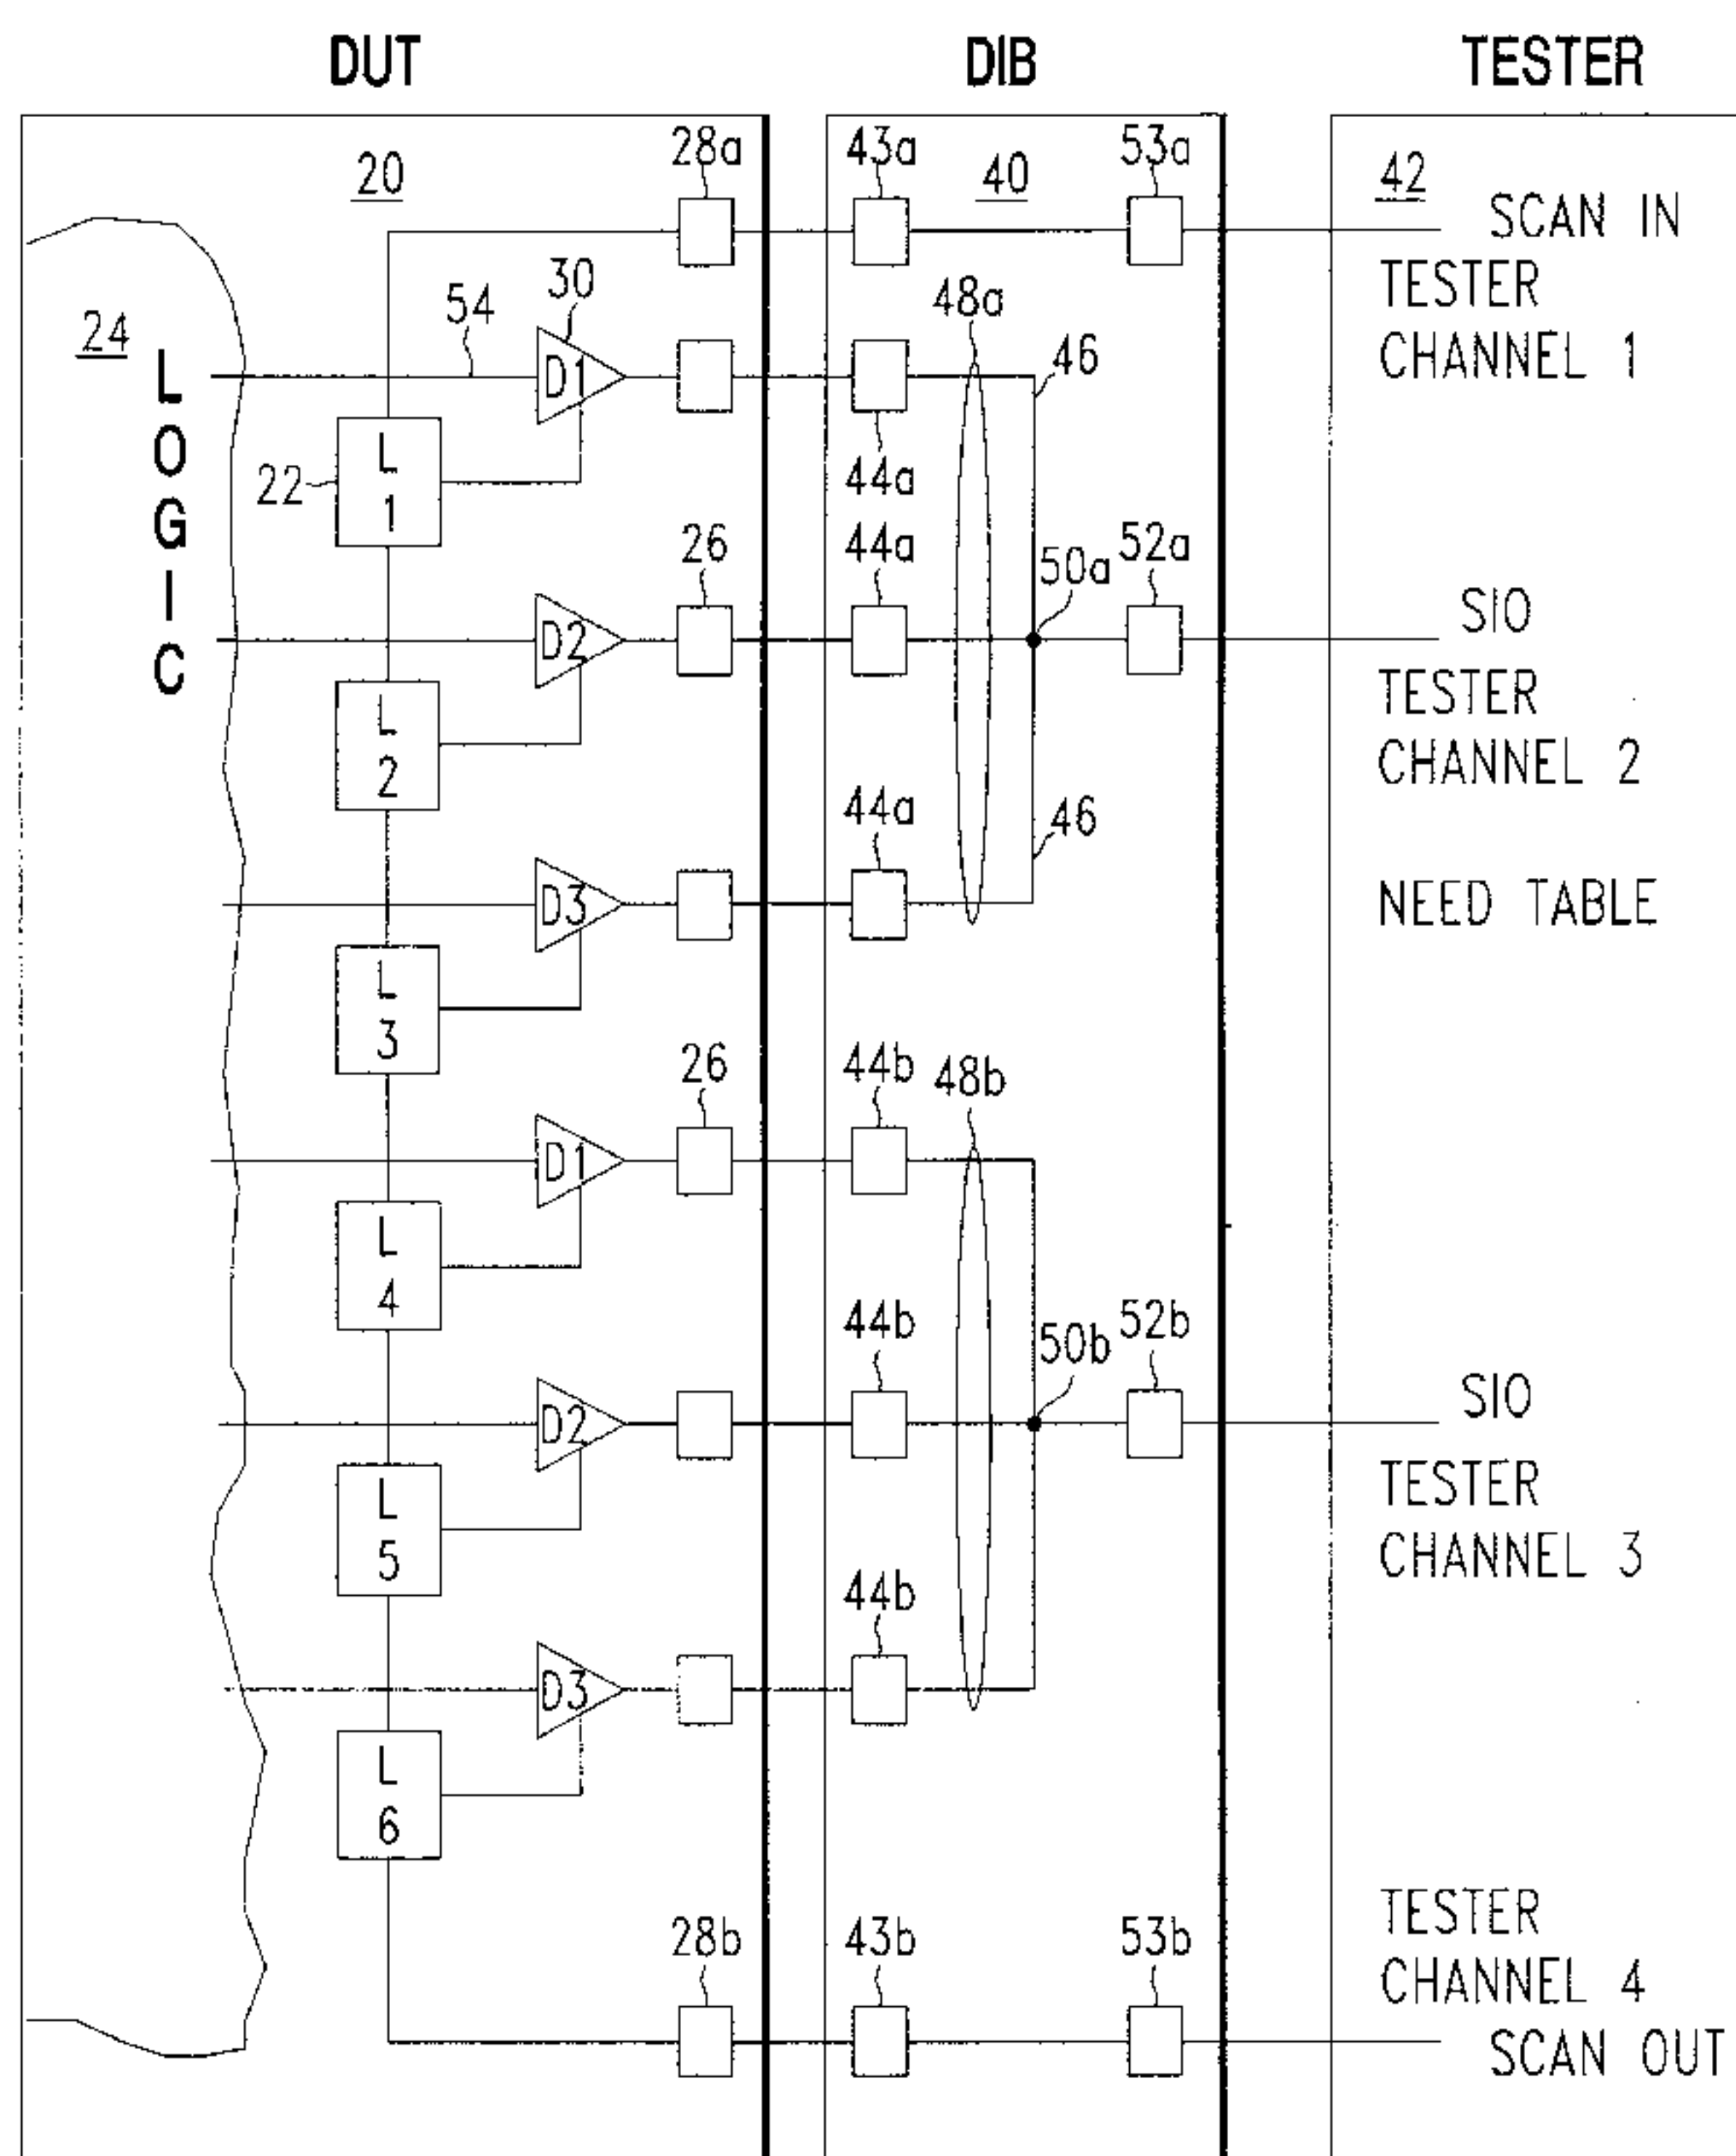 DUT DIB TESTER
20 28a 43a 40 53a 42 SCAN IN
24 54 30 48a 46 TESTER
LOGIC D1 CHANNEL 1
22 L 1 44a
26 44a 50a 52a SIO
D2 TESTER
L 2 CHANNEL 2
44a 46
D3 NEED TABLE
L 3
26 44b 48b
D1
L 4
44b 50b 52b SIO
D2 TESTER
L 5 CHANNEL 3
44b
D3
L 6
TESTER
28b 43b 53b CHANNEL 4
SCAN OUT